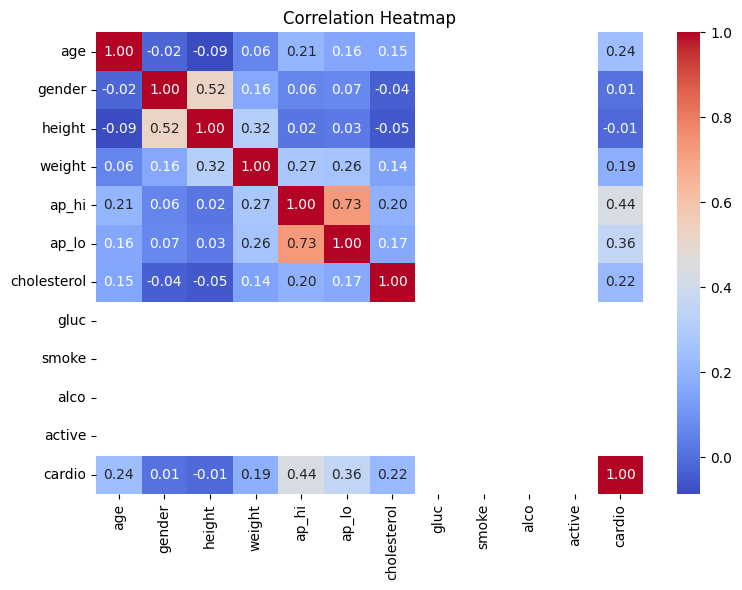 Correlation Heatmap
age 1.00 -0.02 -0.09 0.06 0.21 0.16 0.15 0.24
gender -0.02 1.00 0.52 0.16 0.06 0.07 -0.04 0.01
height -0.09 0.52 1.00 0.32 0.02 0.03 -0.05 -0.01
weight 0.06 0.16 0.32 1.00 0.27 0.26 0.14 0.19
ap_hi 0.21 0.06 0.02 0.27 1.00 0.73 0.20 0.44
ap_lo 0.16 0.07 0.03 0.26 0.73 1.00 0.17 0.36
cholesterol 0.15 -0.04 -0.05 0.14 0.20 0.17 1.00 0.22
gluc
smoke
alco
active
cardio 0.24 0.01 -0.01 0.19 0.44 0.36 0.22 1.00
age gender height weight ap_hi ap_lo cholesterol gluc smoke alco active cardio
1.0
0.8
0.6
0.4
0.2
0.0